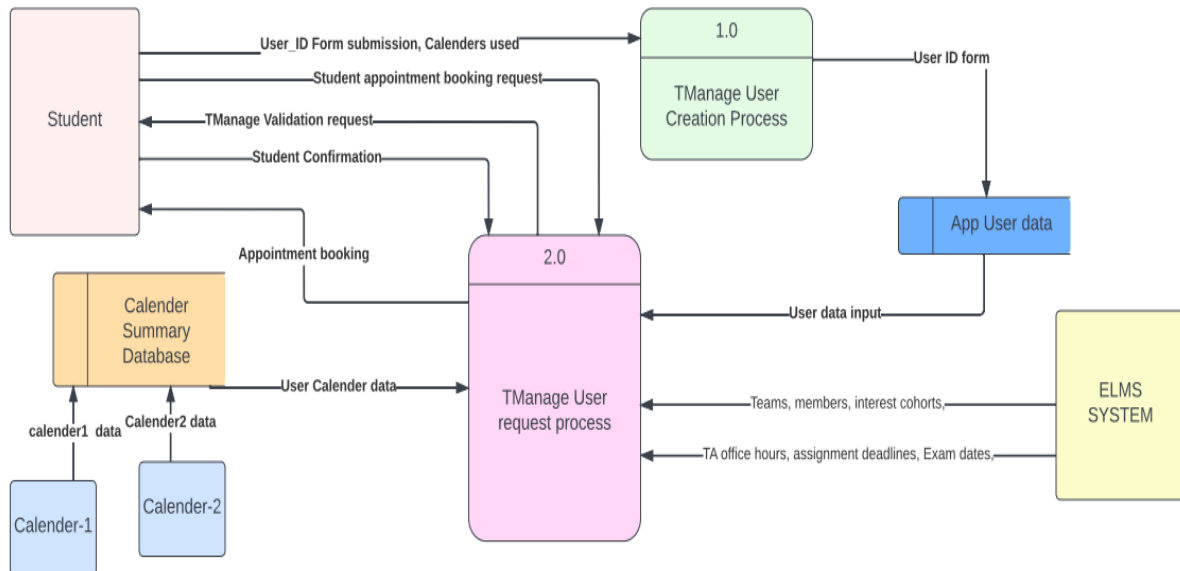 1.0
User_ID Form submission, Calenders used
User ID form
Student appointment booking request
TManage User
Creation Process
Student
TManage Validation request
Student Confirmation
App User data
Appointment booking
2.0
Calender
Summary
Database
User data input
User Calender data
TManage User
request process
ELMS
SYSTEM
Teams, members, interest cohorts,
calender1 data
Calender2 data
TA office hours, assignment deadlines, Exam dates,
Calender-2
Calender-1